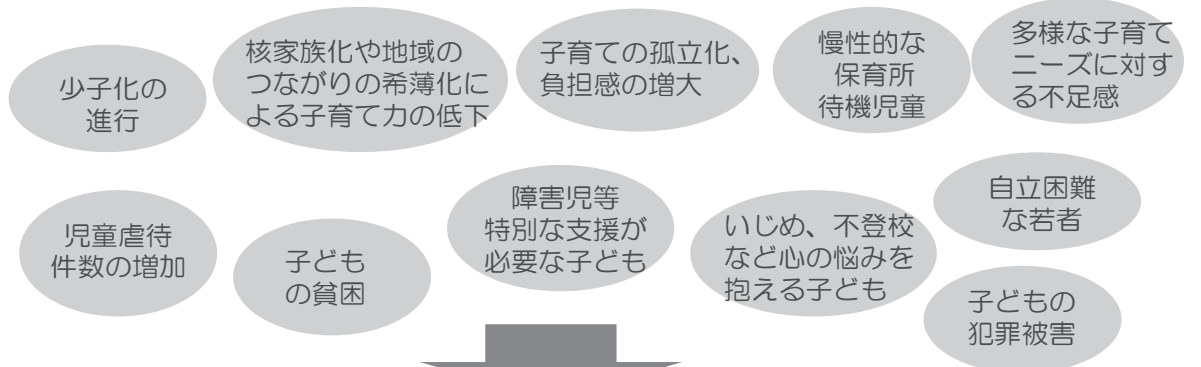 少子化の
進行
核家族化や地域の
つながりの希薄化に
よる子育て力の低下
子育ての孤立化、
負担感の増大
慢性的な
保育所
待機児童
多様な子育て
ニーズに対す
る不足感
児童虐待
件数の増加
子ども
の貧困
障害児等
特別な支援が
必要な子ども
いじめ、不登校
など心の悩みを
抱える子ども
自立困難
な若者
子どもの
犯罪被害